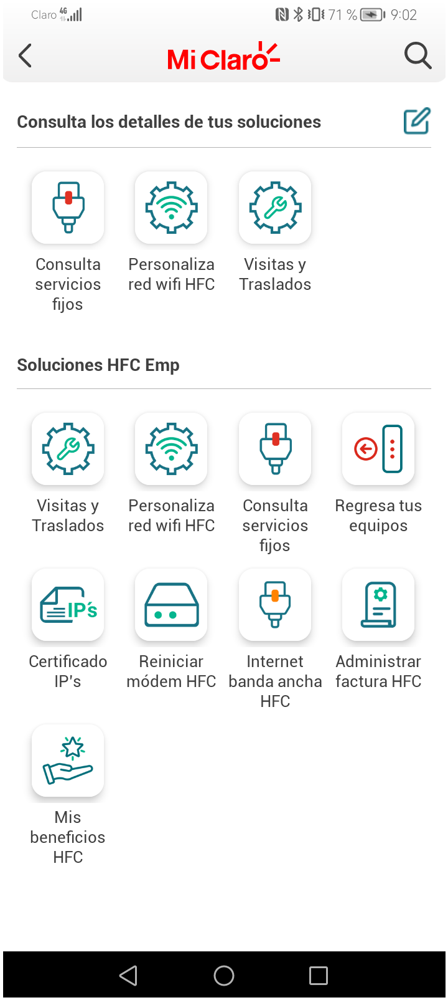 Claro 4G 71 % 9:02
Mi Claro
Consulta los detalles de tus soluciones
Consulta servicios fijos
Personaliza red wifi HFC
Visitas y Traslados
Soluciones HFC Emp
Visitas y Traslados
Personaliza red wifi HFC
Consulta servicios fijos
Regresa tus equipos
IP's
Certificado IP's
Reiniciar módem HFC
Internet banda ancha HFC
Administrar factura HFC
Mis beneficios HFC